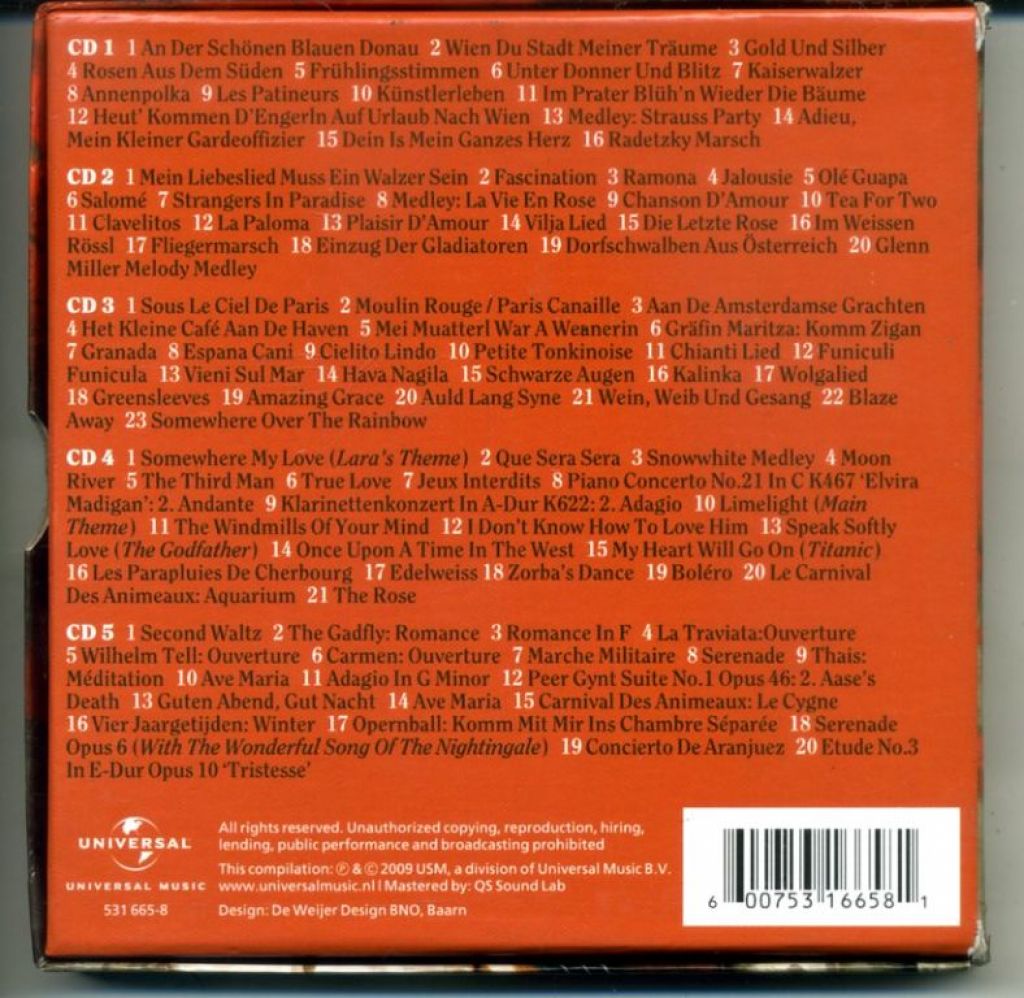 CD 1 1 An Der Schönen Blauen Donau 2 Wien Du Stadt Meiner Träume 3 Gold Und Silber
4 Rosen Aus Dem Süden 5 Frühlingsstimmen 6 Unter Donner Und Blitz 7 Kaiserwalzer
8 Annenpolka 9 Les Patineurs 10 Künstlerleben 11 Im Prater Blüh'n Wieder Die Bäume
12 Heut' Kommen D'Engerln Auf Urlaub Nach Wien 13 Medley: Strauss Party 14 Adieu,
Mein Kleiner Gardeoffizier 15 Dein Is Mein Ganzes Herz 16 Radetzky Marsch
CD 2 1 Mein Liebeslied Muss Ein Walzer Sein 2 Fascination 3 Ramona 4 Jalousie 5 Olé Guapa
6 Salomé 7 Strangers In Paradise 8 Medley: La Vie En Rose 9 Chanson D'Amour 10 Tea For Two
11 Clavelitos 12 La Paloma 13 Plaisir D'Amour 14 Vilja Lied 15 Die Letzte Rose 16 Im Weissen
Rössl 17 Fliegermarsch 18 Einzug Der Gladiatoren 19 Dorfschwalben Aus Österreich 20 Glenn
Miller Melody Medley
CD 3 1 Sous Le Ciel De Paris 2 Moulin Rouge / Paris Canaille 3 Aan De Amsterdamse Grachten
4 Het Kleine Café Aan De Haven 5 Mei Muatterl War A Weanerin 6 Gräfin Maritza: Komm Zigan
7 Granada 8 Espana Cani 9 Cielito Lindo 10 Petite Tonkinoise 11 Chianti Lied 12 Funiculi
Funicula 13 Vieni Sul Mar 14 Hava Nagila 15 Schwarze Augen 16 Kalinka 17 Wolgalied
18 Greensleeves 19 Amazing Grace 20 Auld Lang Syne 21 Wein, Weib Und Gesang 22 Blaze
Away 23 Somewhere Over The Rainbow
CD 4 1 Somewhere My Love (Lara's Theme) 2 Que Sera Sera 3 Snowwhite Medley 4 Moon
River 5 The Third Man 6 True Love 7 Jeux Interdits 8 Piano Concerto No.21 In C K467 'Elvira
Madigan': 2. Andante 9 Klarinettenkonzert In A-Dur K622: 2. Adagio 10 Limelight (Main
Theme) 11 The Windmills Of Your Mind 12 I Don't Know How To Love Him 13 Speak Softly
Love (The Godfather) 14 Once Upon A Time In The West 15 My Heart Will Go On (Titanic)
16 Les Parapluies De Cherbourg 17 Edelweiss 18 Zorba's Dance 19 Boléro 20 Le Carnival
Des Animeaux: Aquarium 21 The Rose
CD 5 1 Second Waltz 2 The Gadfly: Romance 3 Romance In F 4 La Traviata:Ouverture
5 Wilhelm Tell: Ouverture 6 Carmen: Ouverture 7 Marche Militaire 8 Serenade 9 Thais:
Méditation 10 Ave Maria 11 Adagio In G Minor 12 Peer Gynt Suite No.1 Opus 46: 2. Aase's
Death 13 Guten Abend, Gut Nacht 14 Ave Maria 15 Carnival Des Animeaux: Le Cygne
16 Vier Jaargetijden: Winter 17 Opernball: Komm Mit Mir Ins Chambre Séparée 18 Serenade
Opus 6 (With The Wonderful Song Of The Nightingale) 19 Concierto De Aranjuez 20 Etude No.3
In E-Dur Opus 10 'Tristesse'
UNIVERSAL
UNIVERSAL MUSIC
531 665-8
All rights reserved. Unauthorized copying, reproduction, hiring,
lending, public performance and broadcasting prohibited
This compilation: ℗ & © 2009 USM, a division of Universal Music B.V.
www.universalmusic.nl | Mastered by: QS Sound Lab
Design: De Weijer Design BNO, Baarn
6 00753 16658 1